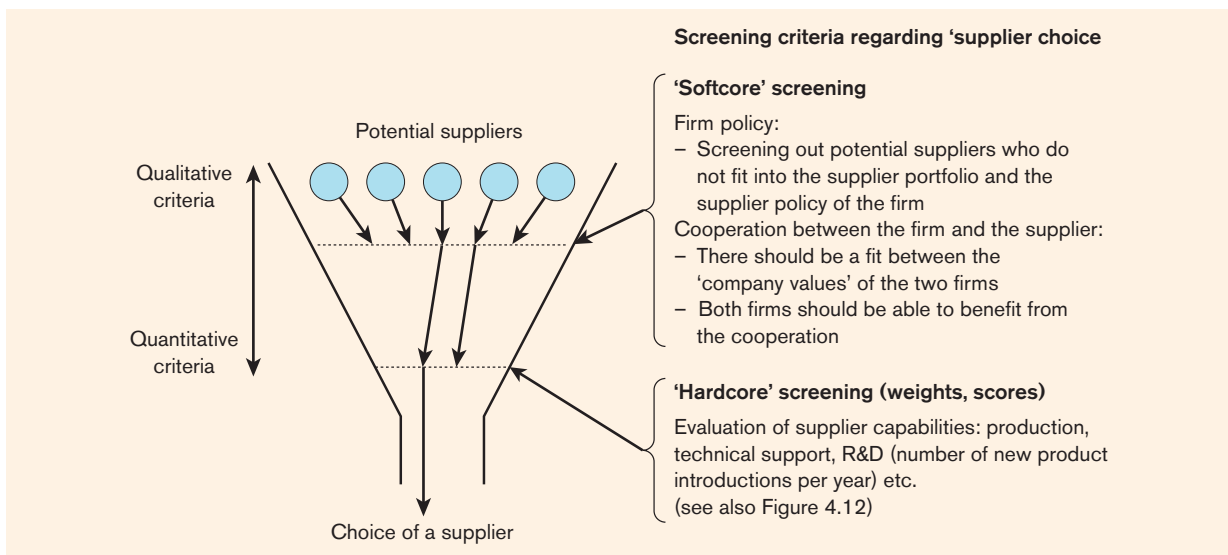 Screening criteria regarding ‘supplier choice
‘Softcore’ screening
Firm policy:
– Screening out potential suppliers who do
not fit into the supplier portfolio and the
supplier policy of the firm
Cooperation between the firm and the supplier:
– There should be a fit between the
‘company values’ of the two firms
– Both firms should be able to benefit from
the cooperation
‘Hardcore’ screening (weights, scores)
Evaluation of supplier capabilities: production,
technical support, R&D (number of new product
introductions per year) etc.
(see also Figure 4.12)
Potential suppliers
Qualitative
criteria
Quantitative
criteria
Choice of a supplier